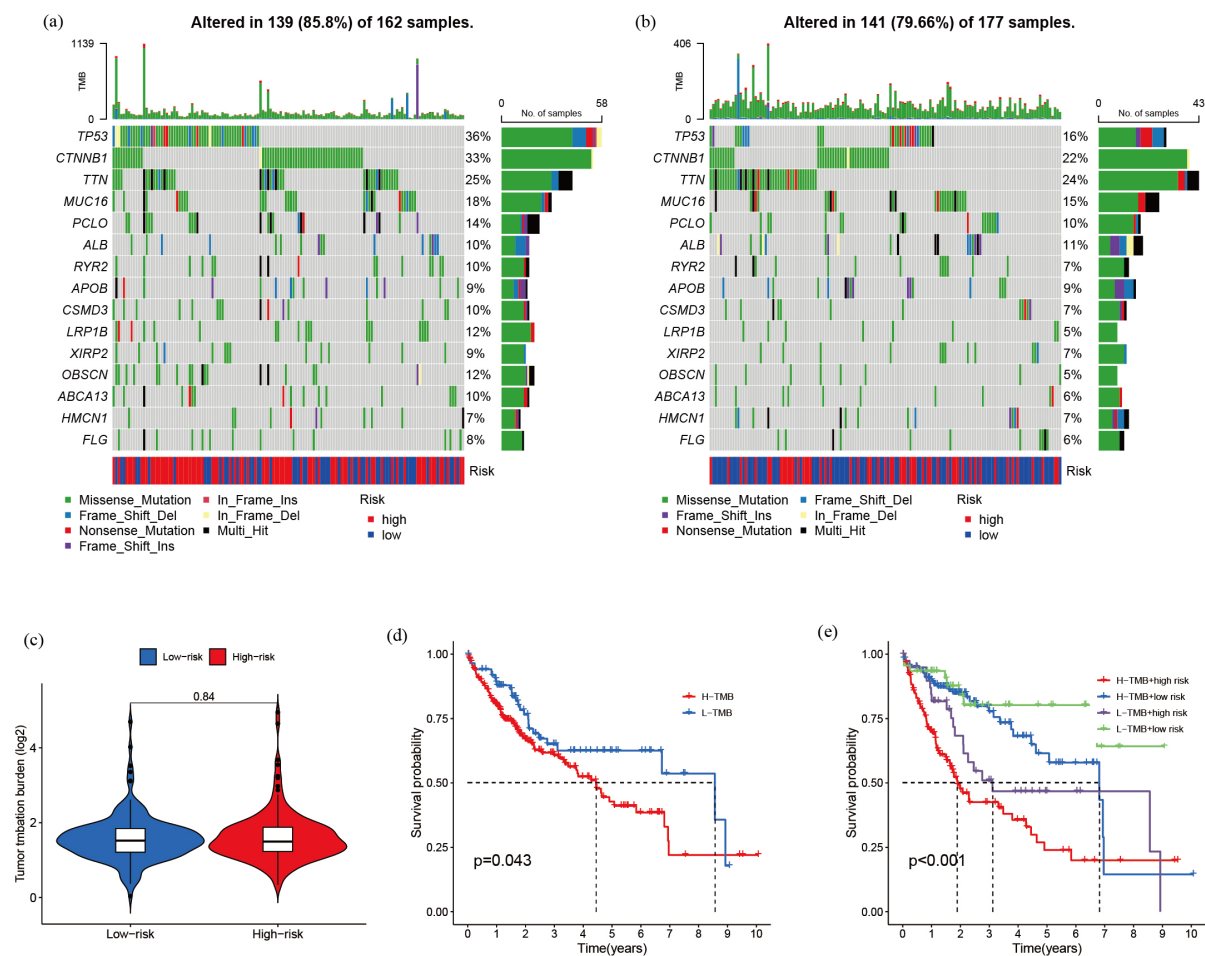 (a)
Altered in 139 (85.8%) of 162 samples.
1139
0
TMB
0 58
No. of samples
TP53 36%
CTNNB1 33%
TTN 25%
MUC16 18%
PCLO 14%
ALB 10%
RYR2 10%
APOB 9%
CSMD3 10%
LRP1B 12%
XIRP2 9%
OBSCN 12%
ABCA13 10%
HMCN1 7%
FLG 8%
Risk
Missense_Mutation In_Frame_Ins Risk
Frame_Shift_Del In_Frame_Del high
Nonsense_Mutation Multi_Hit low
Frame_Shift_Ins
(b)
Altered in 141 (79.66%) of 177 samples.
406
0
TMB
0 43
No. of samples
TP53 16%
CTNNB1 22%
TTN 24%
MUC16 15%
PCLO 10%
ALB 11%
RYR2 7%
APOB 9%
CSMD3 7%
LRP1B 5%
XIRP2 7%
OBSCN 5%
ABCA13 6%
HMCN1 7%
FLG 6%
Risk
Missense_Mutation Frame_Shift_Del Risk
Frame_Shift_Ins In_Frame_Del high
Nonsense_Mutation Multi_Hit low
(c)
Low-risk High-risk
0.84
4
2
0
Tumor tmbation burden (log2)
Low-risk High-risk
(d)
1.00
0.75
0.50
0.25
0.00
Survival probability
H-TMB
L-TMB
p=0.043
0 1 2 3 4 5 6 7 8 9 10
Time(years)
(e)
1.00
0.75
0.50
0.25
0.00
Survival probability
H-TMB+high risk
H-TMB+low risk
L-TMB+high risk
L-TMB+low risk
p<0.001
0 1 2 3 4 5 6 7 8 9 10
Time(years)